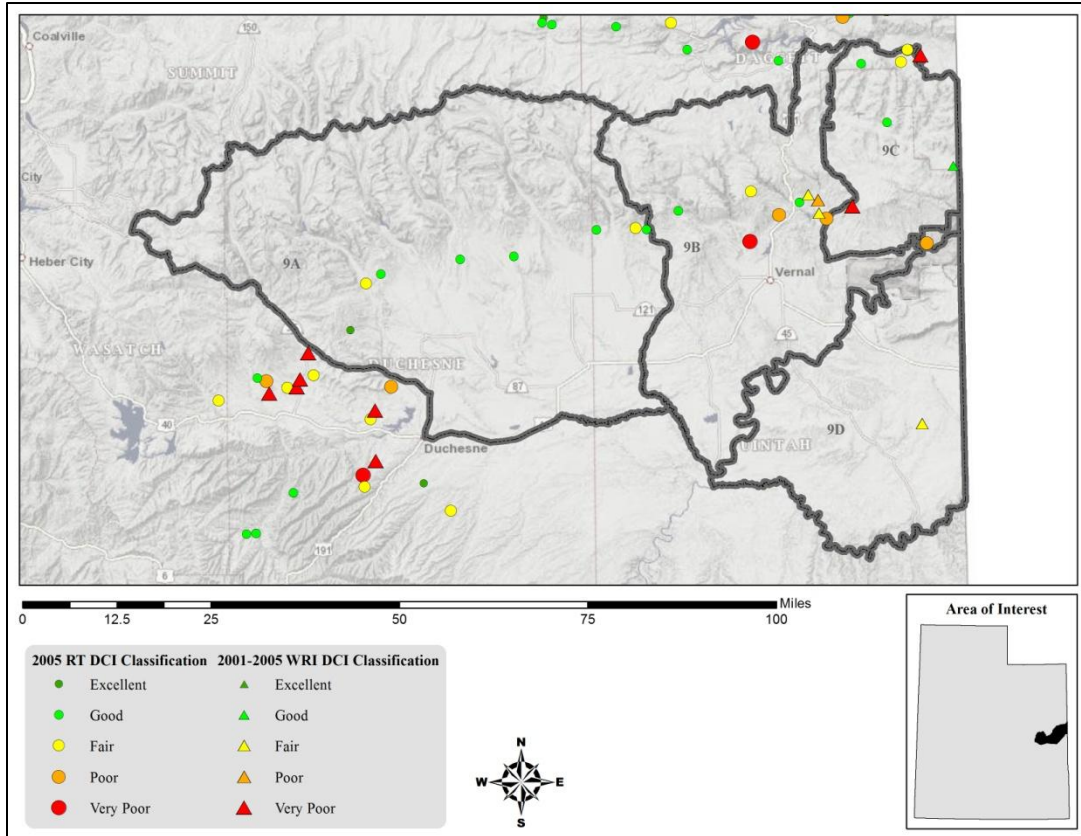 150
Coalville
SUMMIT
DAGGETT
9C
City
Heber City
9A
9B
Vernal
121
45
WASATCH
DUCHESNE
87
40
Duchesne
UINTAH
9D
191
6
Miles
0 12.5 25 50 75 100
2005 RT DCI Classification 2001-2005 WRI DCI Classification
Excellent Excellent
Good Good
Fair Fair
Poor Poor
Very Poor Very Poor
N
W E
S
Area of Interest